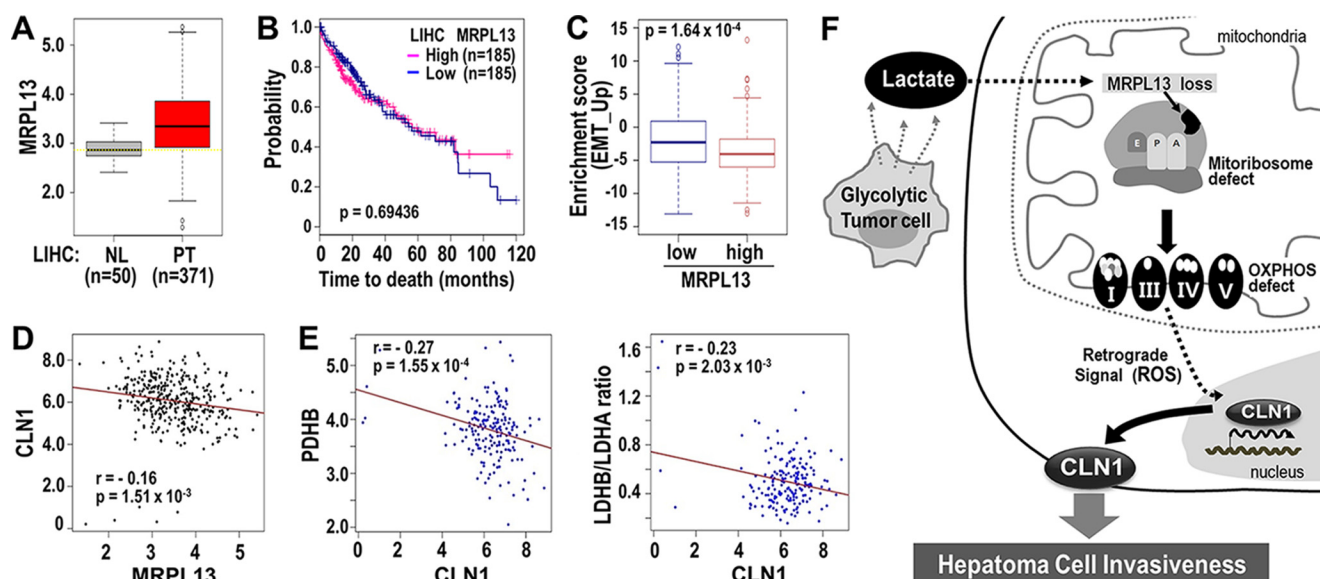 A
MRPL13
5.0
4.0
3.0
2.0
LIHC:
NL
PT
(n=50)
(n=371)
B
Probability
1.0
0.8
0.6
0.4
0.2
0
LIHC MRPL13
High (n=185)
Low (n=185)
p = 0.69436
0 20 40 60 80 100 120
Time to death (months)
C
Enrichment score
(EMT_Up)
15
10
5
0
-5
-10
-15
p = 1.64 x 10-4
low high
MRPL13
D
CLN1
8.0
6.0
4.0
2.0
0
r = - 0.16
p = 1.51 x 10-3
2 3 4 5
MRPL13
E
PDHB
5.0
4.0
3.0
2.0
r = - 0.27
p = 1.55 x 10-4
0 2 4 6 8
CLN1
LDHB/LDHA ratio
1.6
1.2
0.8
0.4
r = - 0.23
p = 2.03 x 10-3
0 2 4 6 8
CLN1
F
mitochondria
Lactate
MRPL13 loss
E P A
Mitoribosome
defect
Glycolytic
Tumor cell
I III IV V
OXPHOS
defect
Retrograde
Signal (ROS)
CLN1
nucleus
CLN1
Hepatoma Cell Invasiveness